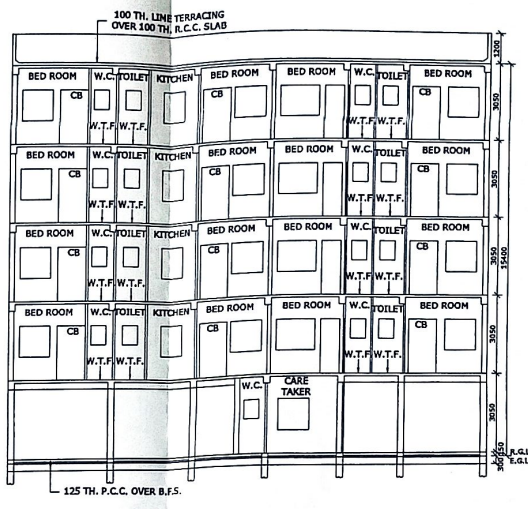 100 TH. LIME TERRACING
OVER 100 TH. R.C.C. SLAB
1200
BED ROOM W.C. TOILET KITCHEN BED ROOM BED ROOM W.C. TOILET BED ROOM
CB CB CB
W.T.F. W.T.F. W.T.F. W.T.F.
3050
BED ROOM W.C. TOILET KITCHEN BED ROOM BED ROOM W.C. TOILET BED ROOM
CB CB CB
W.T.F. W.T.F. W.T.F. W.T.F.
3050
BED ROOM W.C. TOILET KITCHEN BED ROOM BED ROOM W.C. TOILET BED ROOM
CB CB CB
W.T.F. W.T.F. W.T.F. W.T.F.
3050
15400
BED ROOM W.C. TOILET KITCHEN BED ROOM BED ROOM W.C. TOILET BED ROOM
CB CB CB
W.T.F. W.T.F. W.T.F. W.T.F.
3050
W.C. CARE
TAKER
3050
150
300
R.G.L
E.G.L
125 TH. P.C.C. OVER B.F.S.